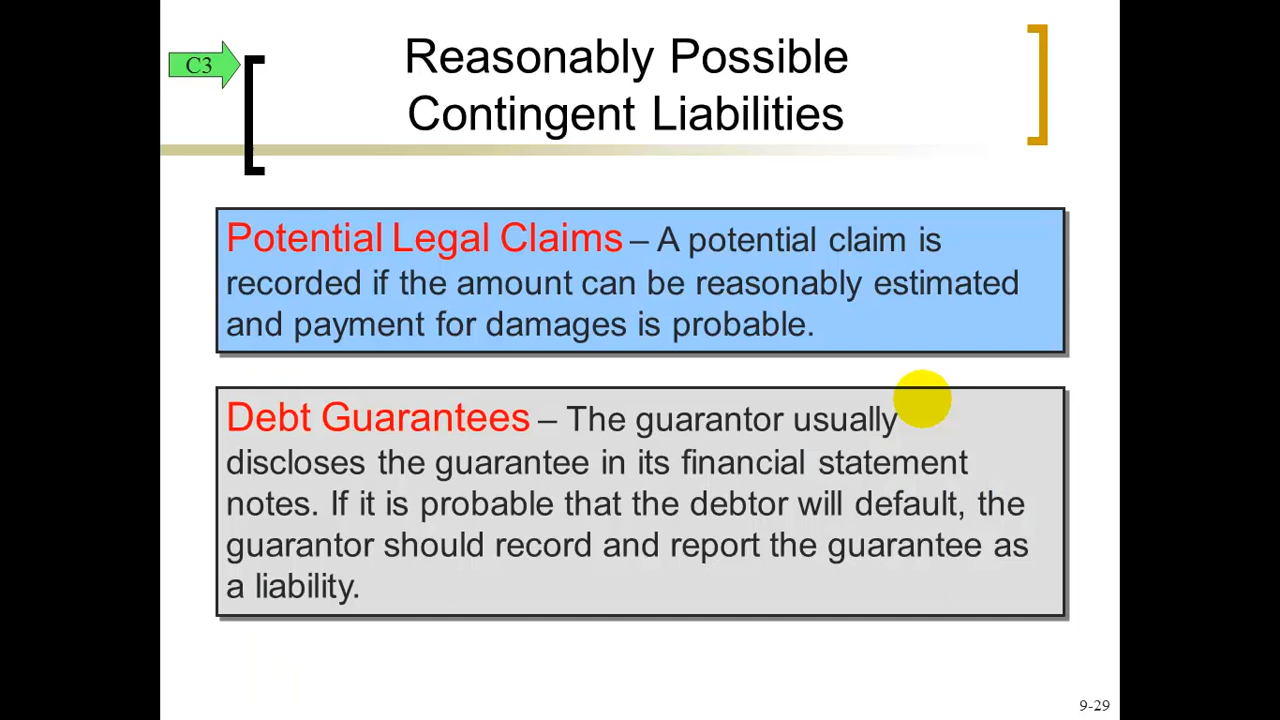 C3
Reasonably Possible
Contingent Liabilities
Potential Legal Claims – A potential claim is
recorded if the amount can be reasonably estimated
and payment for damages is probable.
Debt Guarantees – The guarantor usually
discloses the guarantee in its financial statement
notes. If it is probable that the debtor will default, the
guarantor should record and report the guarantee as
a liability.
9-29